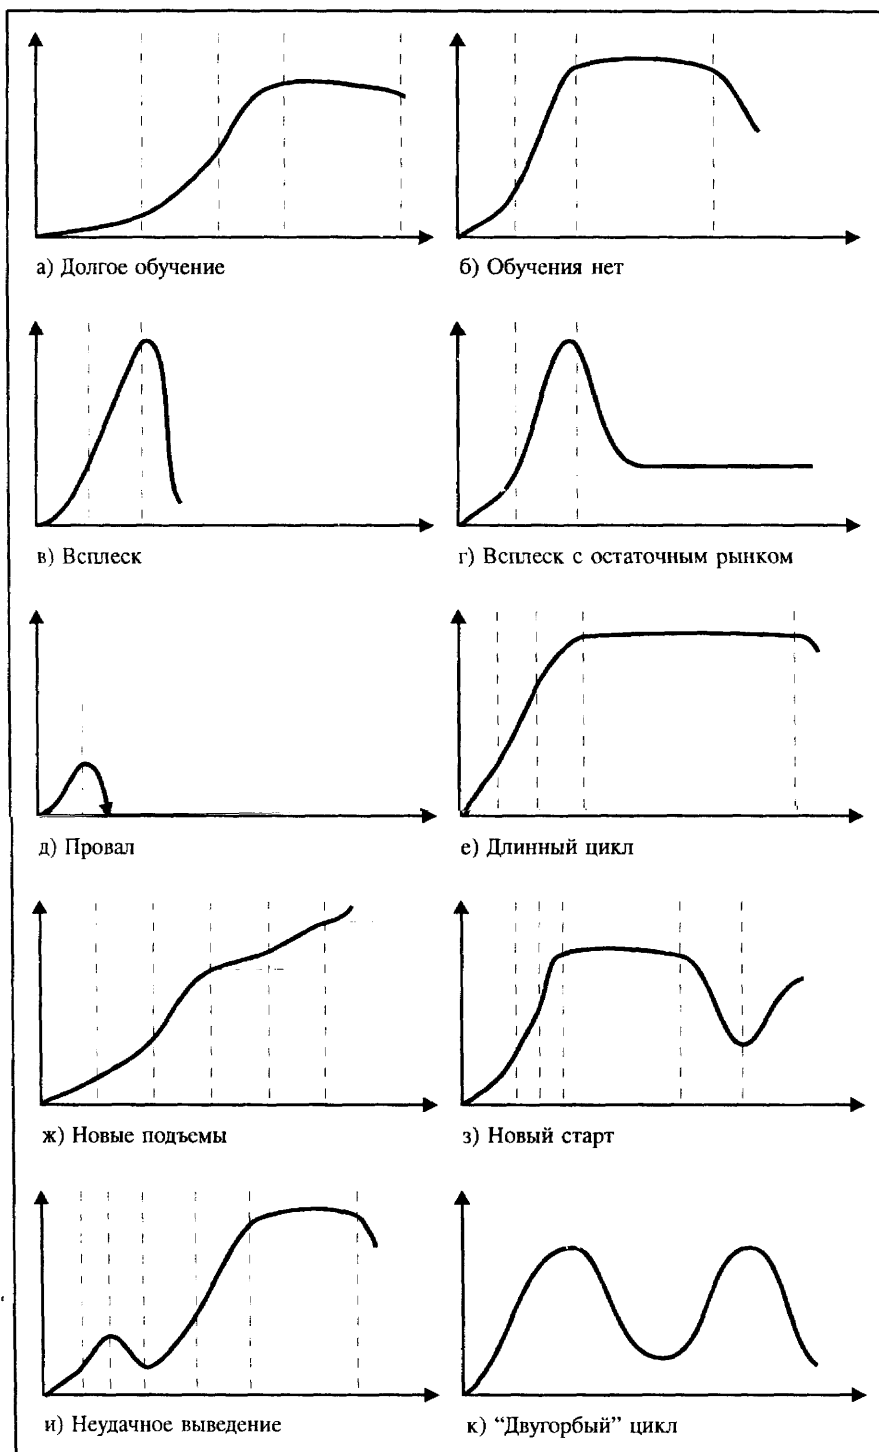 а) Долгое обучение
б) Обучения нет
в) Всплеск
г) Всплеск с остаточным рынком
д) Провал
е) Длинный цикл
ж) Новые подъемы
з) Новый старт
и) Неудачное выведение
к) “Двугорбый” цикл